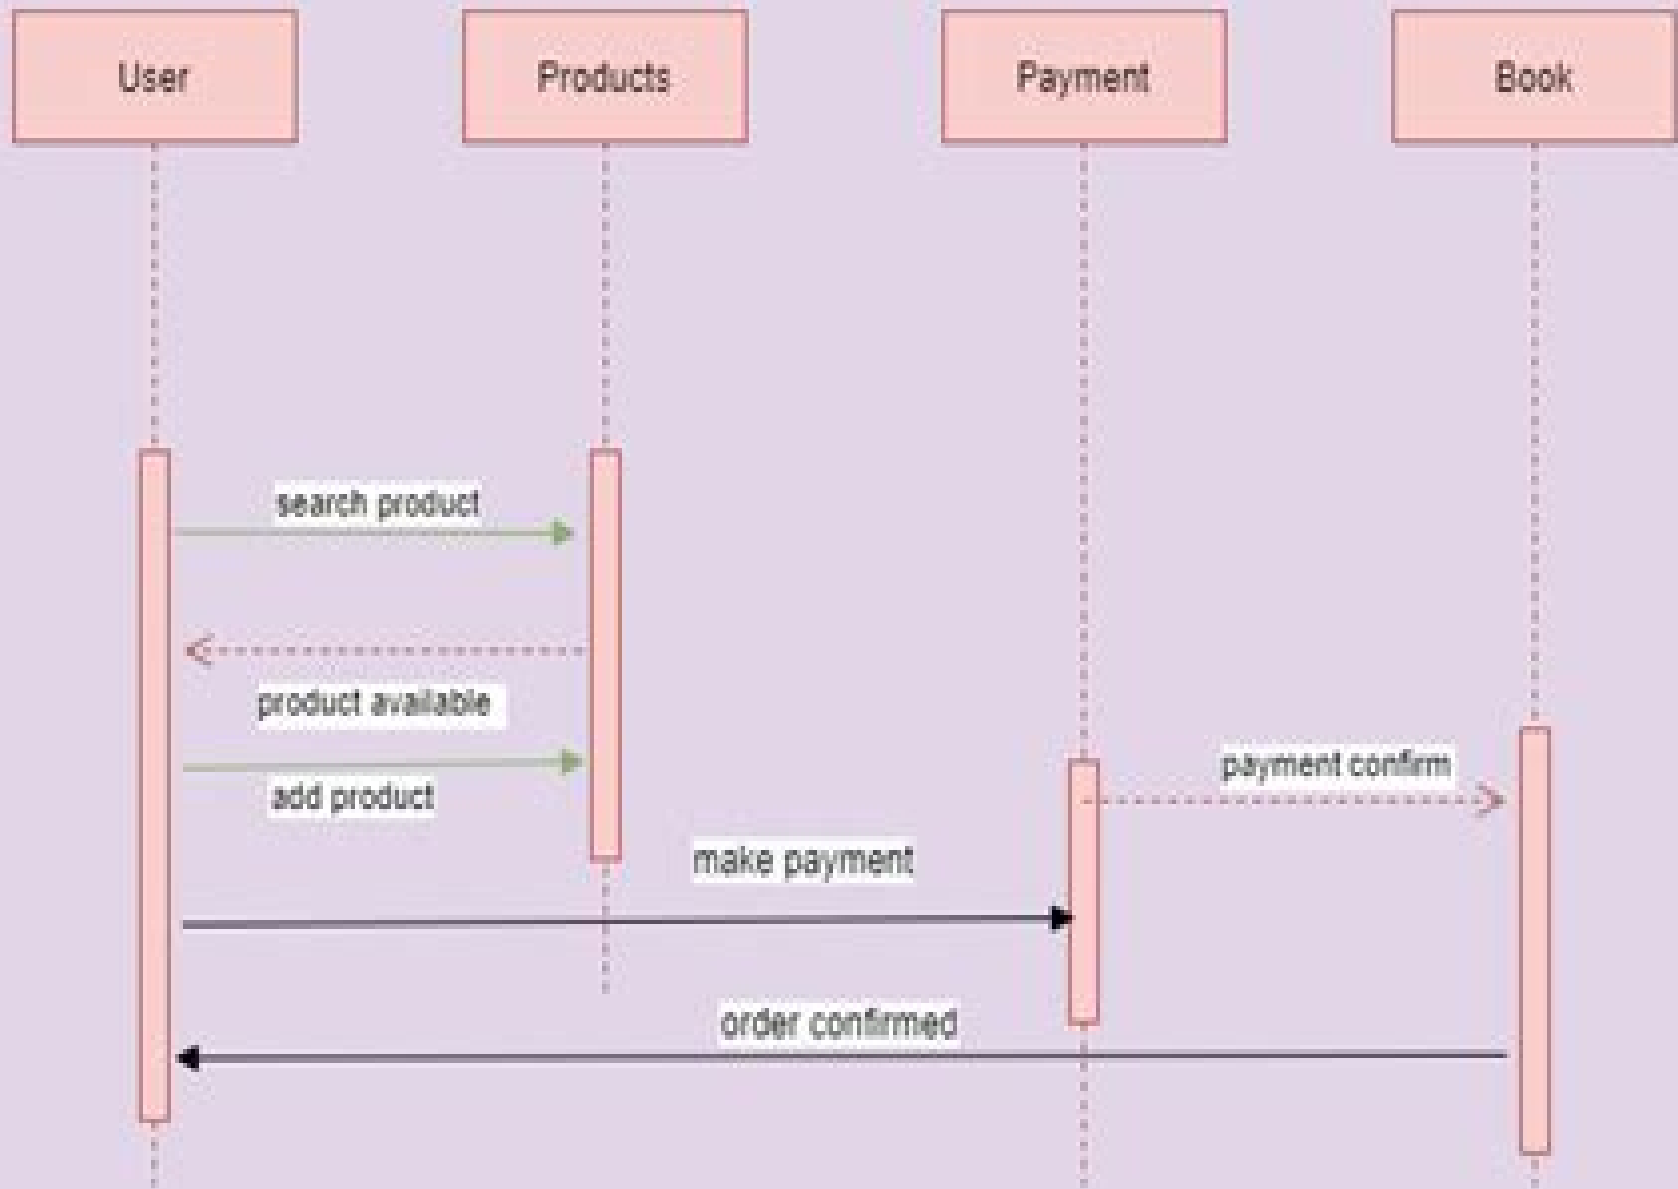 User
Products
Payment
Book
search product
product available
payment confirm
add product
make payment
order confirmed